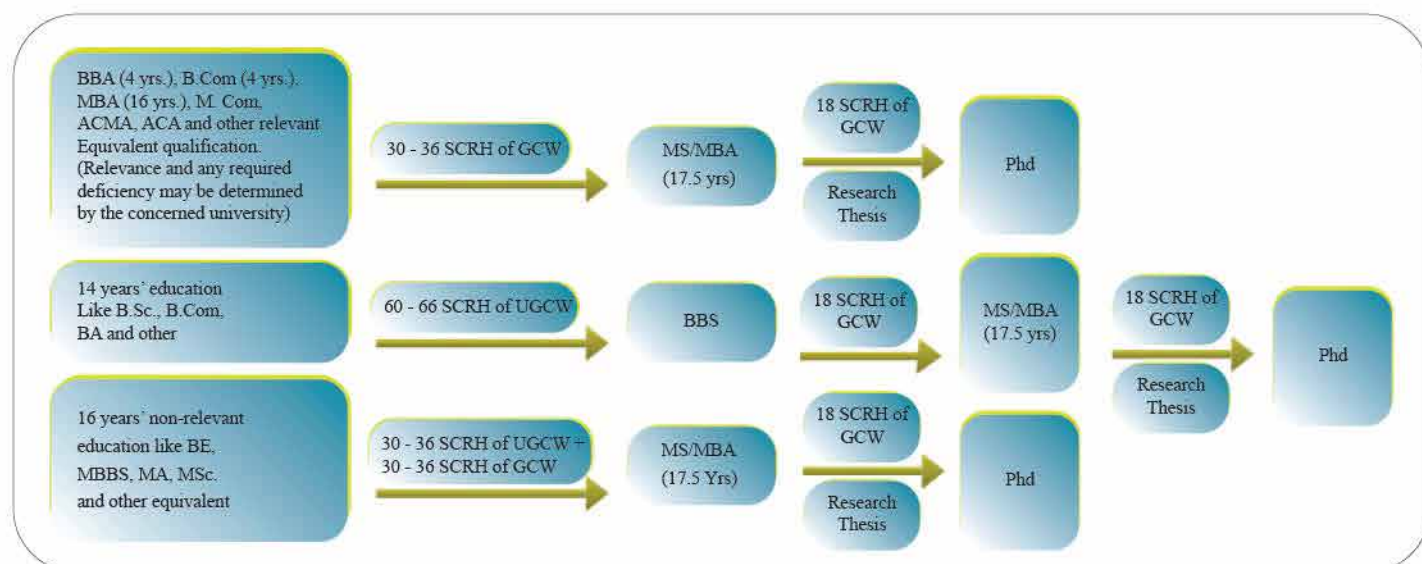 BBA (4 yrs.), B.Com (4 yrs.),
MBA (16 yrs.), M. Com,
ACMA, ACA and other relevant
Equivalent qualification.
(Relevance and any required
deficiency may be determined
by the concerned university)
30 - 36 SCRH of GCW
MS/MBA
(17.5 yrs)
18 SCRH of
GCW
Research
Thesis
Phd
14 years' education
Like B.Sc., B.Com,
BA and other
60 - 66 SCRH of UGCW
BBS
18 SCRH of
GCW
MS/MBA
(17.5 yrs)
18 SCRH of
GCW
Research
Thesis
Phd
16 years' non-relevant
education like BE,
MBBS, MA, MSc.
and other equivalent
30 - 36 SCRH of UGCW +
30 - 36 SCRH of GCW
MS/MBA
(17.5 Yrs)
18 SCRH of
GCW
Research
Thesis
Phd